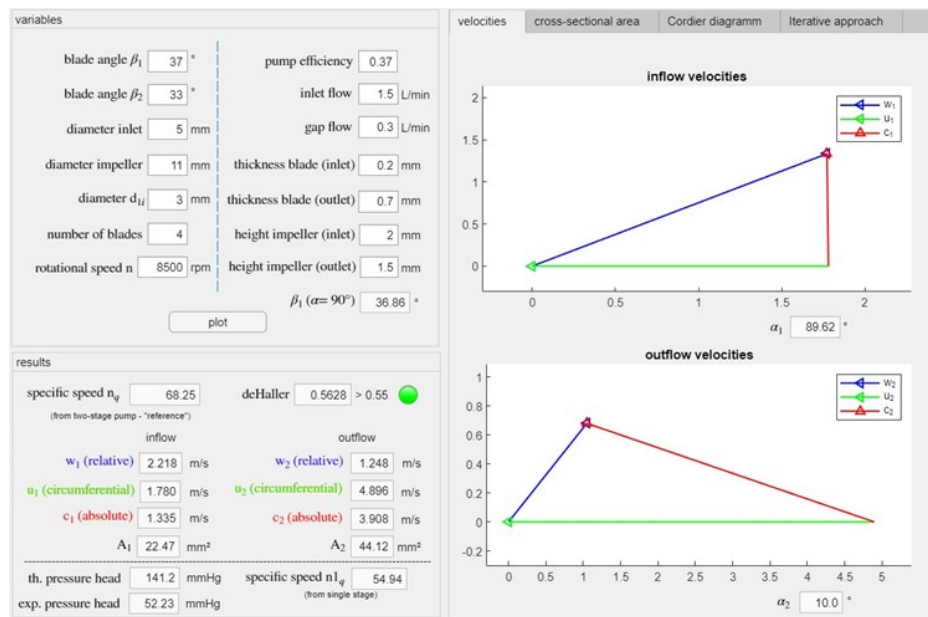 variables
blade angle β1 37 °
blade angle β2 33 °
diameter inlet 5 mm
diameter impeller 11 mm
diameter d1i 3 mm
number of blades 4
rotational speed n 8500 rpm
pump efficiency 0.37
inlet flow 1.5 L/min
gap flow 0.3 L/min
thickness blade (inlet) 0.2 mm
thickness blade (outlet) 0.7 mm
height impeller (inlet) 2 mm
height impeller (outlet) 1.5 mm
β1 (α= 90°) 36.86 °
plot
results
specific speed nq 68.25
(from two-stage pump - "reference")
deHaller 0.5628 > 0.55
inflow
w1 (relative) 2.218 m/s
u1 (circumferential) 1.780 m/s
c1 (absolute) 1.335 m/s
A1 22.47 mm²
outflow
w2 (relative) 1.248 m/s
u2 (circumferential) 4.896 m/s
c2 (absolute) 3.908 m/s
A2 44.12 mm²
th. pressure head 141.2 mmHg
exp. pressure head 52.23 mmHg
specific speed n1q 54.94
(from single stage)
velocities cross-sectional area Cordier diagramm Iterative approach
inflow velocities
2
1.5
1
0.5
0
0 0.5 1 1.5 2
w1
u1
c1
α1 89.62 °
outflow velocities
1
0.8
0.6
0.4
0.2
0
-0.2
0 0.5 1 1.5 2 2.5 3 3.5 4 4.5 5
w2
u2
c2
α2 10.0 °